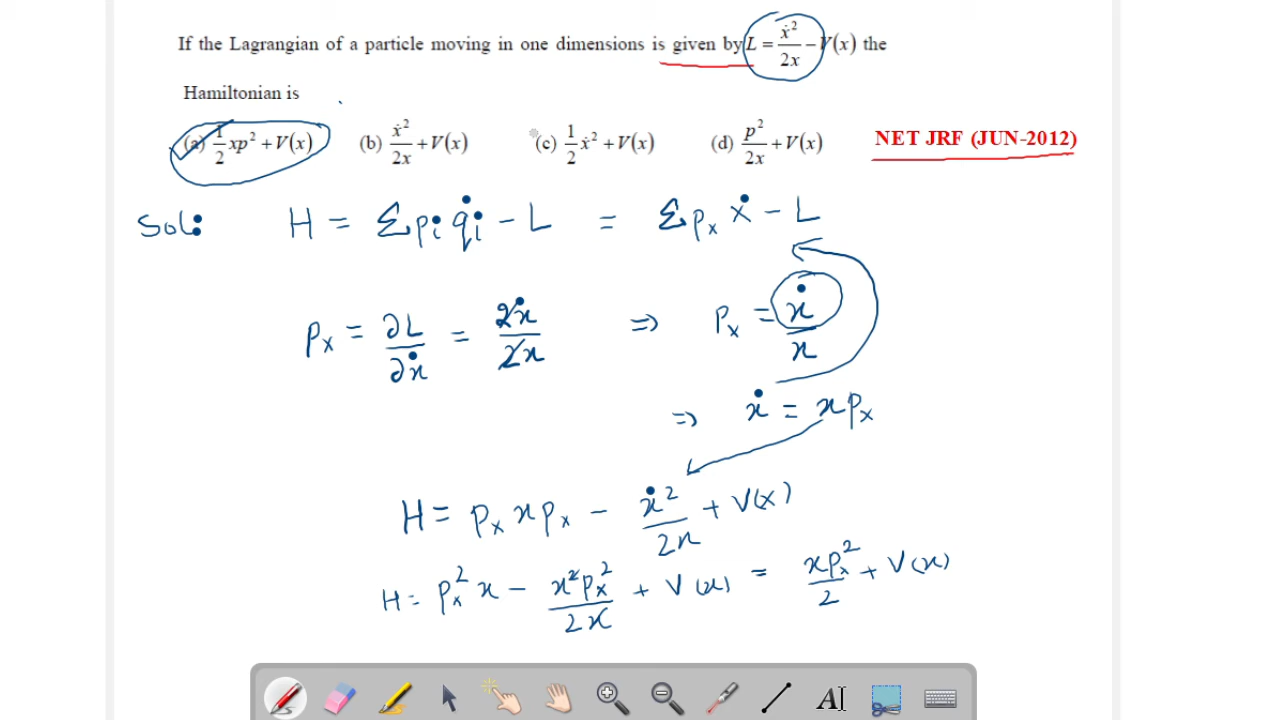 If the Lagrangian of a particle moving in one dimensions is given by L = ẋ²/2x − V(x) the
Hamiltonian is
(a) 1/2 xp² + V(x) (b) ẋ²/2x + V(x) (c) 1/2 ẋ² + V(x) (d) p²/2x + V(x) NET JRF (JUN-2012)
Sol: H = Σ pᵢ q̇ᵢ − L = Σ pₓ ẋ − L
pₓ = ∂L/∂ẋ = 2ẋ/2x ⇒ pₓ = ẋ/x
⇒ ẋ = xpₓ
H = pₓ xpₓ − ẋ²/2x + V(x)
H = pₓ² x − x²pₓ²/2x + V(x) = xpₓ²/2 + V(x)
AI